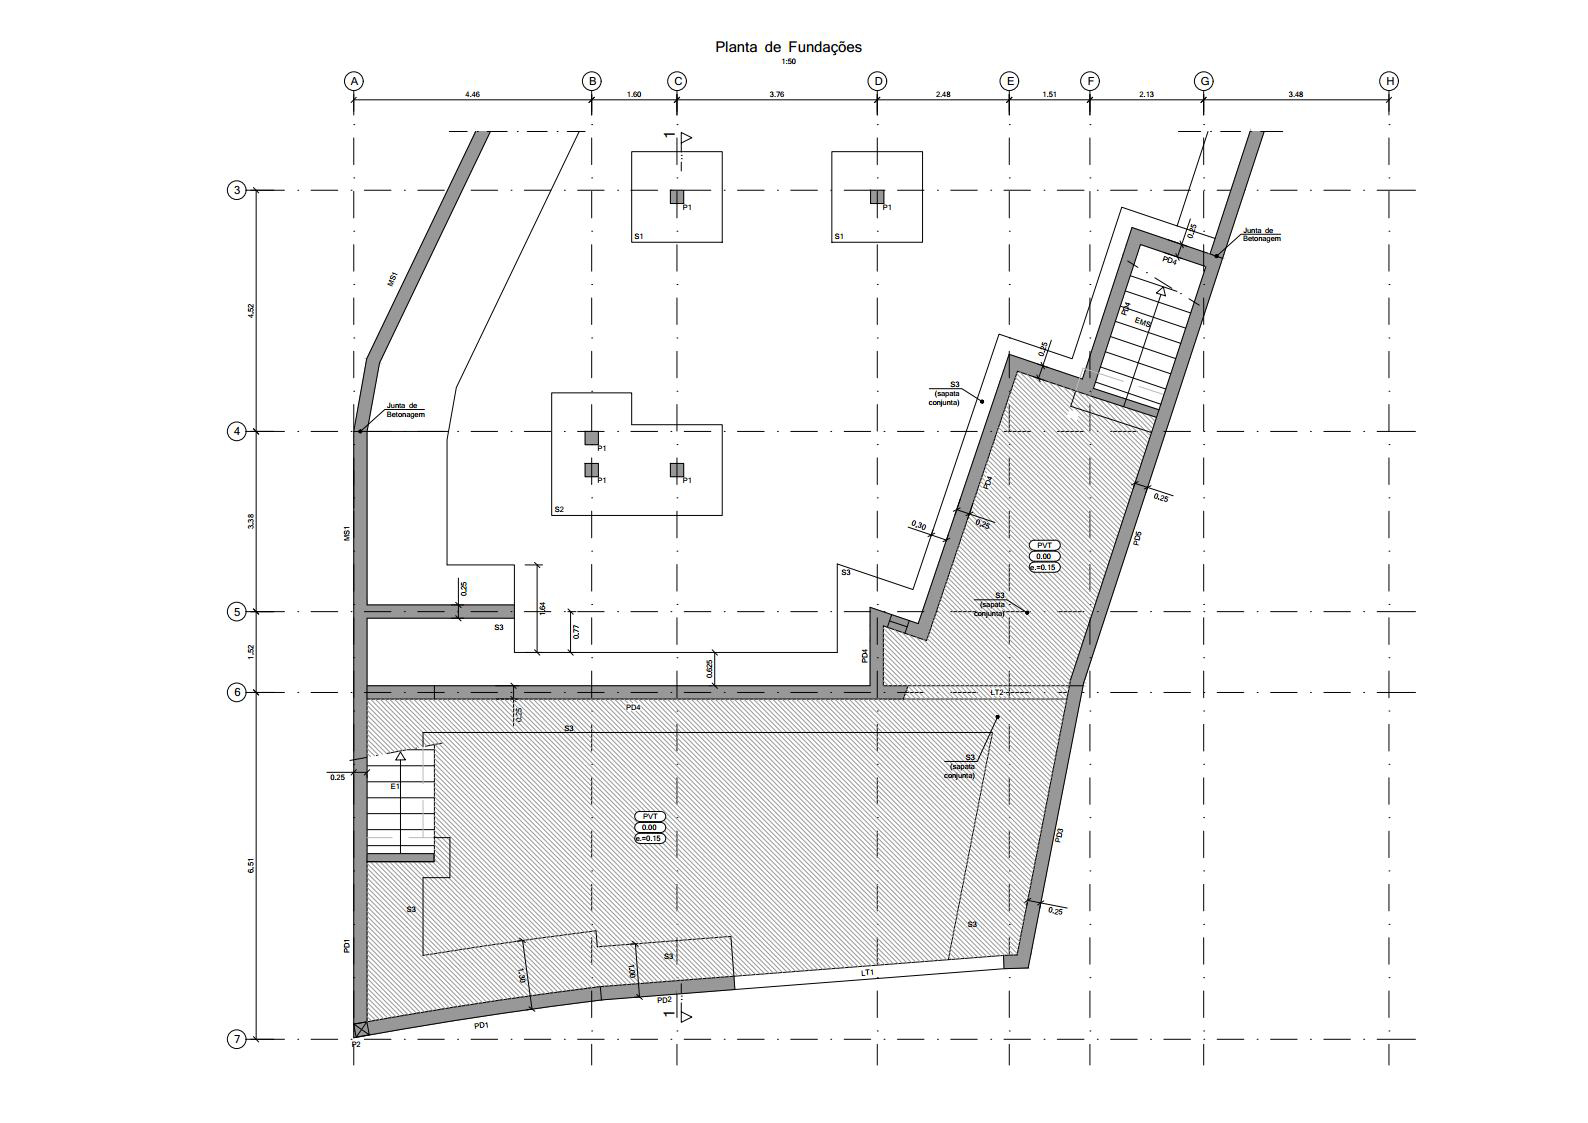 Planta de Fundações
1:50
A
B
C
D
E
F
G
H
4.46
1.60
3.76
2.48
1.51
2.13
3.48
1
3
P1
P1
S1
S1
0.25
Junta de
Betonagem
PD4
MS1
4.52
PD4
EMS
0.25
S3
(sapata
conjunta)
Junta de
Betonagem
4
P1
P1
P1
S2
PD4
0.25
0.30
0.25
3.38
MS1
PD5
PVT
0.00
e.=0.15
S3
0.25
1.64
S3
(sapata
conjunta)
5
S3
0.77
1.52
PD4
0.625
6
LT2
0.25
PD4
S3
S3
(sapata
conjunta)
0.25
E1
PVT
0.00
e.=0.15
PD3
6.51
S3
0.25
S3
PD1
S3
1.30
1.00
LT1
PD2
1
PD1
7
P2